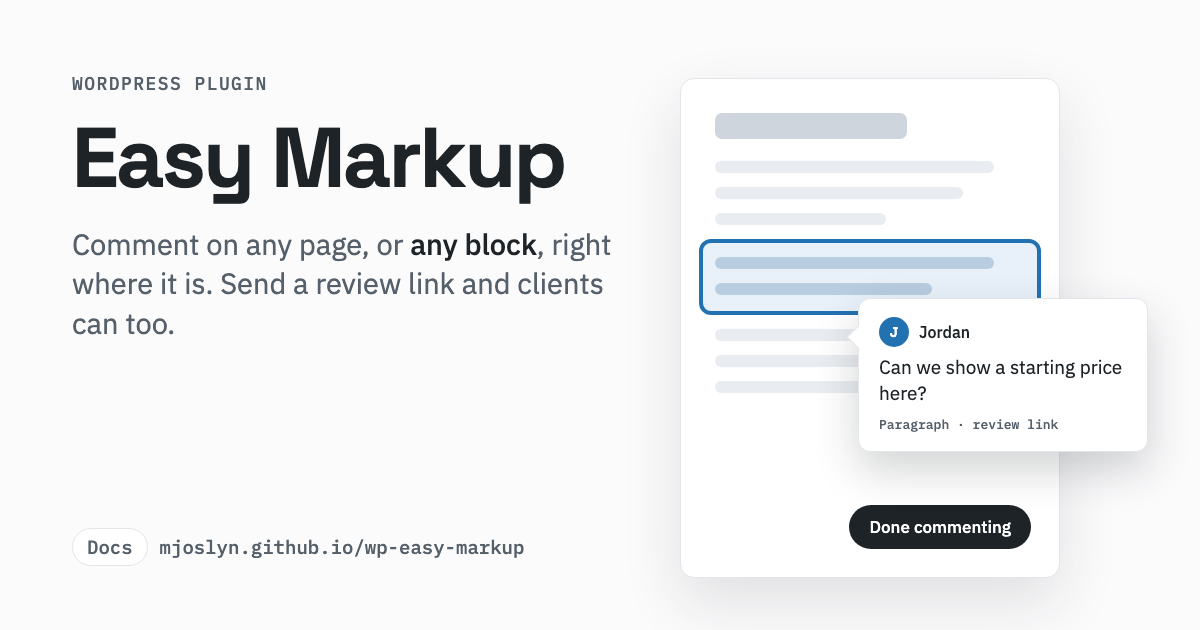 WORDPRESS PLUGIN
Easy Markup
Comment on any page, or any block, right
where it is. Send a review link and clients
can too.
J
Jordan
Can we show a starting price
here?
Paragraph · review link
Done commenting
Docs
mjoslyn.github.io/wp-easy-markup